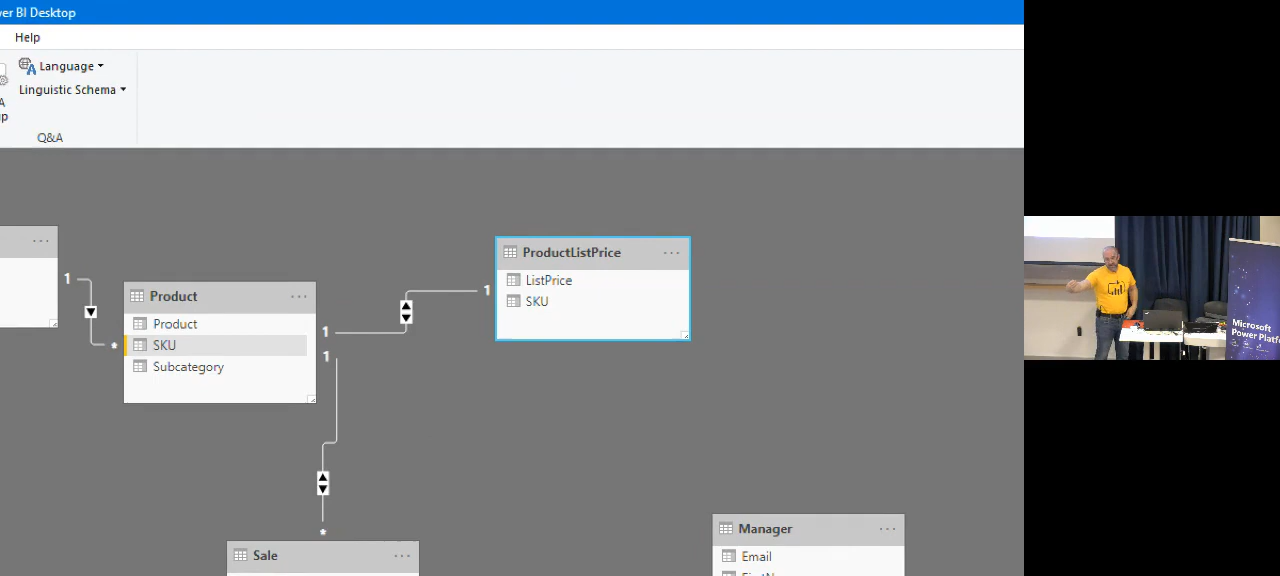 er BI Desktop
Help
Language
Linguistic Schema
A
up
Q&A
1
1
1
1
*
*
Product
Product
SKU
Subcategory
ProductListPrice
ListPrice
SKU
Sale
Manager
Email
Microsoft
Power Platf